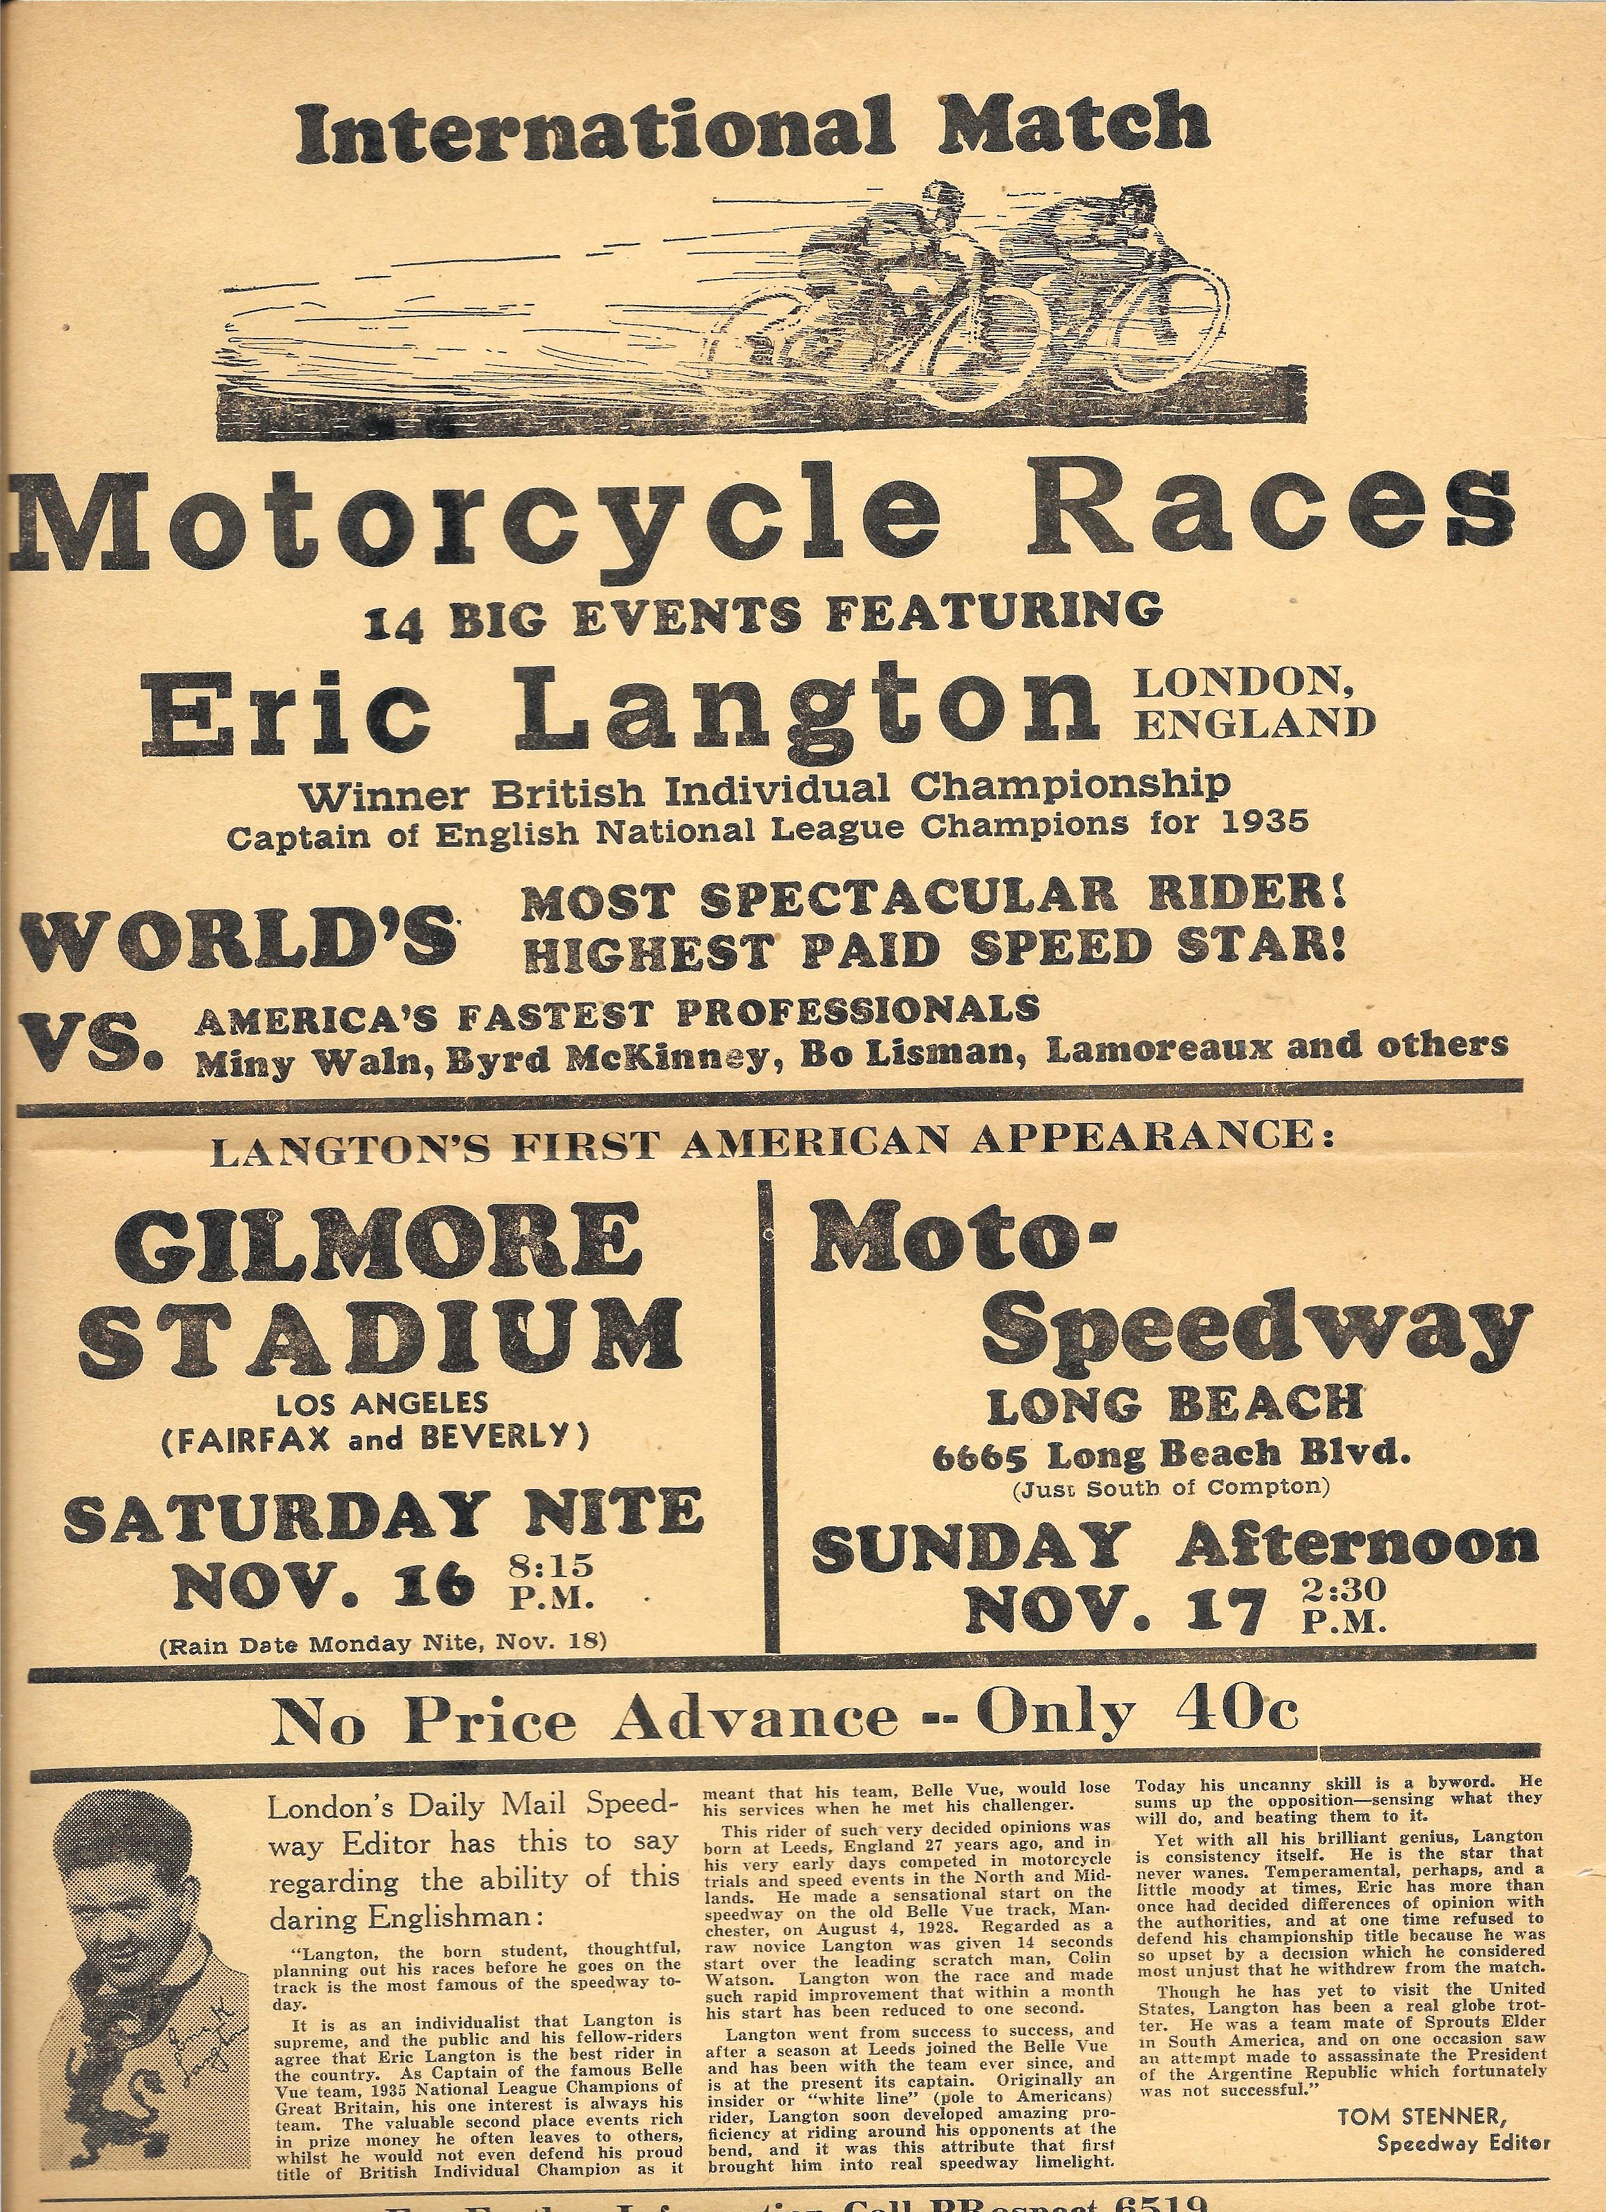 International Match
Motorcycle Races
14 BIG EVENTS FEATURING
Eric Langton LONDON,
ENGLAND
Winner British Individual Championship
Captain of English National League Champions for 1935
WORLD'S MOST SPECTACULAR RIDER!
HIGHEST PAID SPEED STAR!
VS. AMERICA'S FASTEST PROFESSIONALS
Miny Waln, Byrd McKinney, Bo Lisman, Lamoreaux and others
LANGTON'S FIRST AMERICAN APPEARANCE:
GILMORE
STADIUM
LOS ANGELES
(FAIRFAX and BEVERLY)
SATURDAY NITE
NOV. 16 8:15
P.M.
(Rain Date Monday Nite, Nov. 18)
Moto-
Speedway
LONG BEACH
6665 Long Beach Blvd.
(Just South of Compton)
SUNDAY Afternoon
NOV. 17 2:30
P.M.
No Price Advance -- Only 40c
London's Daily Mail Speed-
way Editor has this to say
regarding the ability of this
daring Englishman:
"Langton, the born student, thoughtful,
planning out his races before he goes on the
track is the most famous of the speedway to-
day.
It is as an individualist that Langton is
supreme, and the public and his fellow-riders
agree that Eric Langton is the best rider in
the country. As Captain of the famous Belle
Vue team, 1935 National League Champions of
Great Britain, his one interest is always his
team. The valuable second place events rich
in prize money he often leaves to others,
whilst he would not even defend his proud
title of British Individual Champion as it
meant that his team, Belle Vue, would lose
his services when he met his challenger.
This rider of such very decided opinions was
born at Leeds, England 27 years ago, and in
his very early days competed in motorcycle
trials and speed events in the North and Mid-
lands. He made a sensational start on the
speedway on the old Belle Vue track, Man-
chester, on August 4, 1928. Regarded as a
raw novice Langton was given 14 seconds
start over the leading scratch man, Colin
Watson. Langton won the race and made
such rapid improvement that within a month
his start has been reduced to one second.
Langton went from success to success, and
after a season at Leeds joined the Belle Vue
and has been with the team ever since, and
is at the present its captain. Originally an
insider or "white line" (pole to Americans)
rider, Langton soon developed amazing pro-
ficiency at riding around his opponents at the
bend, and it was this attribute that first
brought him into real speedway limelight.
Today his uncanny skill is a byword. He
sums up the opposition—sensing what they
will do, and beating them to it.
Yet with all his brilliant genius, Langton
is consistency itself. He is the star that
never wanes. Temperamental, perhaps, and a
little moody at times, Eric has more than
once had decided differences of opinion with
the authorities, and at one time refused to
defend his championship title because he was
so upset by a decision which he considered
most unjust that he withdrew from the match.
Though he has yet to visit the United
States, Langton has been a real globe trot-
ter. He was a team mate of Sprouts Elder
in South America, and on one occasion saw
an attempt made to assassinate the President
of the Argentine Republic which fortunately
was not successful."
TOM STENNER,
Speedway Editor
For Further Information Call PRospect 6519